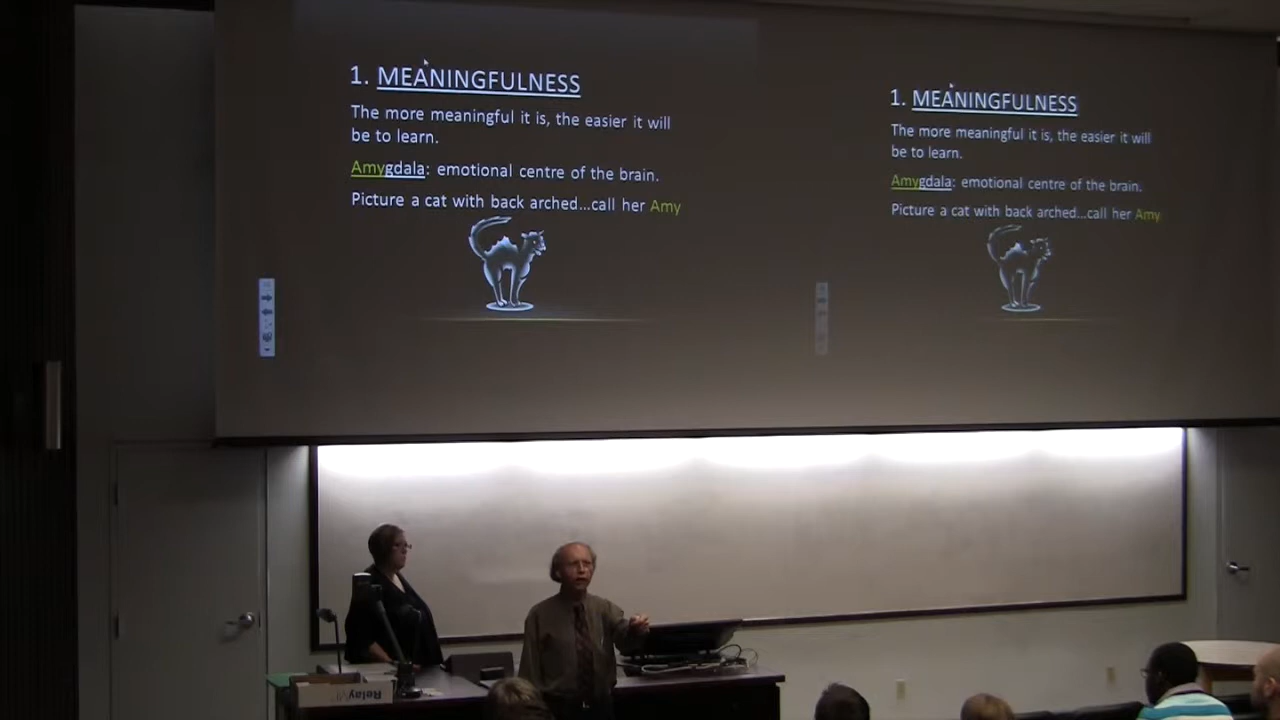 1. MEANINGFULNESS
The more meaningful it is, the easier it will
be to learn.
Amygdala: emotional centre of the brain.
Picture a cat with back arched...call her Amy
1. MEANINGFULNESS
The more meaningful it is, the easier it will
be to learn.
Amygdala: emotional centre of the brain.
Picture a cat with back arched...call her Amy
Relay